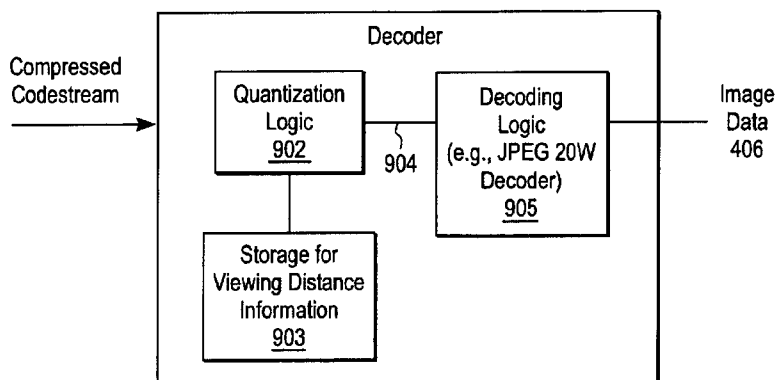 Decoder
Compressed
Codestream
Quantization
Logic
902
904
Decoding
Logic
(e.g., JPEG 20W
Decoder)
905
Image
Data
406
Storage for
Viewing Distance
Information
903